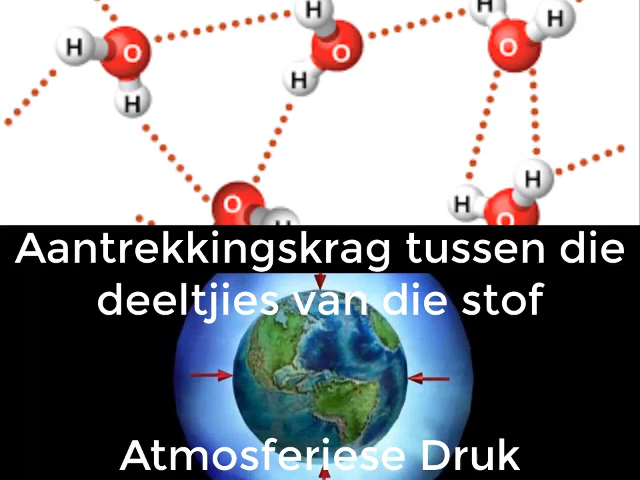 H H H
H O O O
H H
H
O H H
O
Aantrekkingskrag tussen die
deeltjies van die stof
Atmosferiese Druk